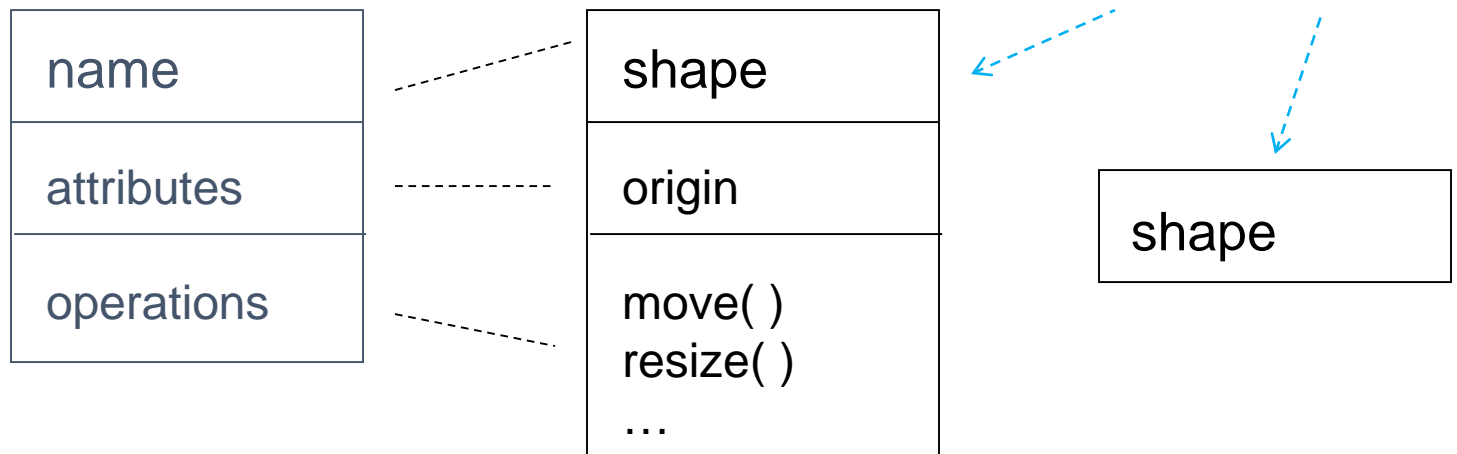 name
attributes
operations
shape
origin
move( )
resize( )
…
shape